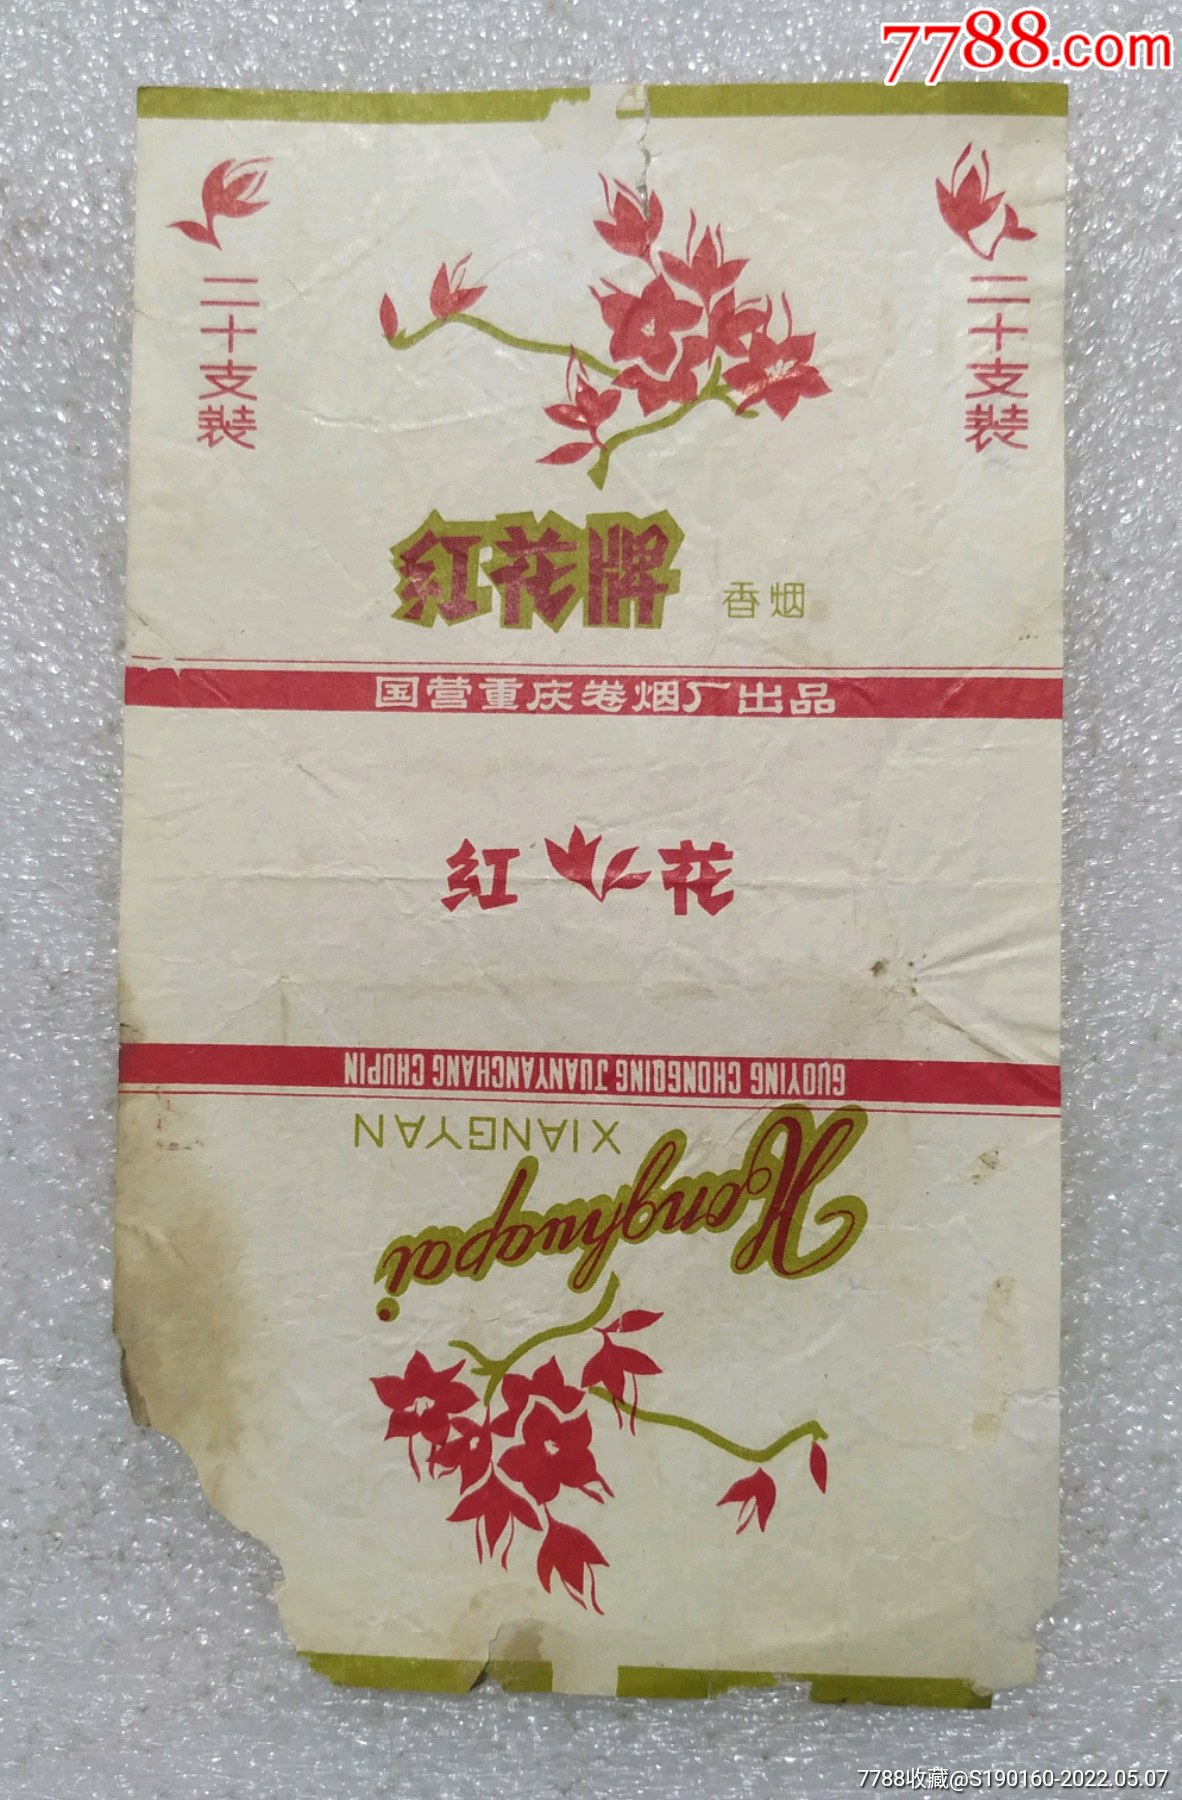 7788.com
二十支装
二十支装
红花牌 香烟
国营重庆卷烟厂出品
红 花
GUOYING CHONGQING JUANYANCHANG CHUPIN
XIANGYAN
Honghuapai
7788收藏@S190160-2022.05.07